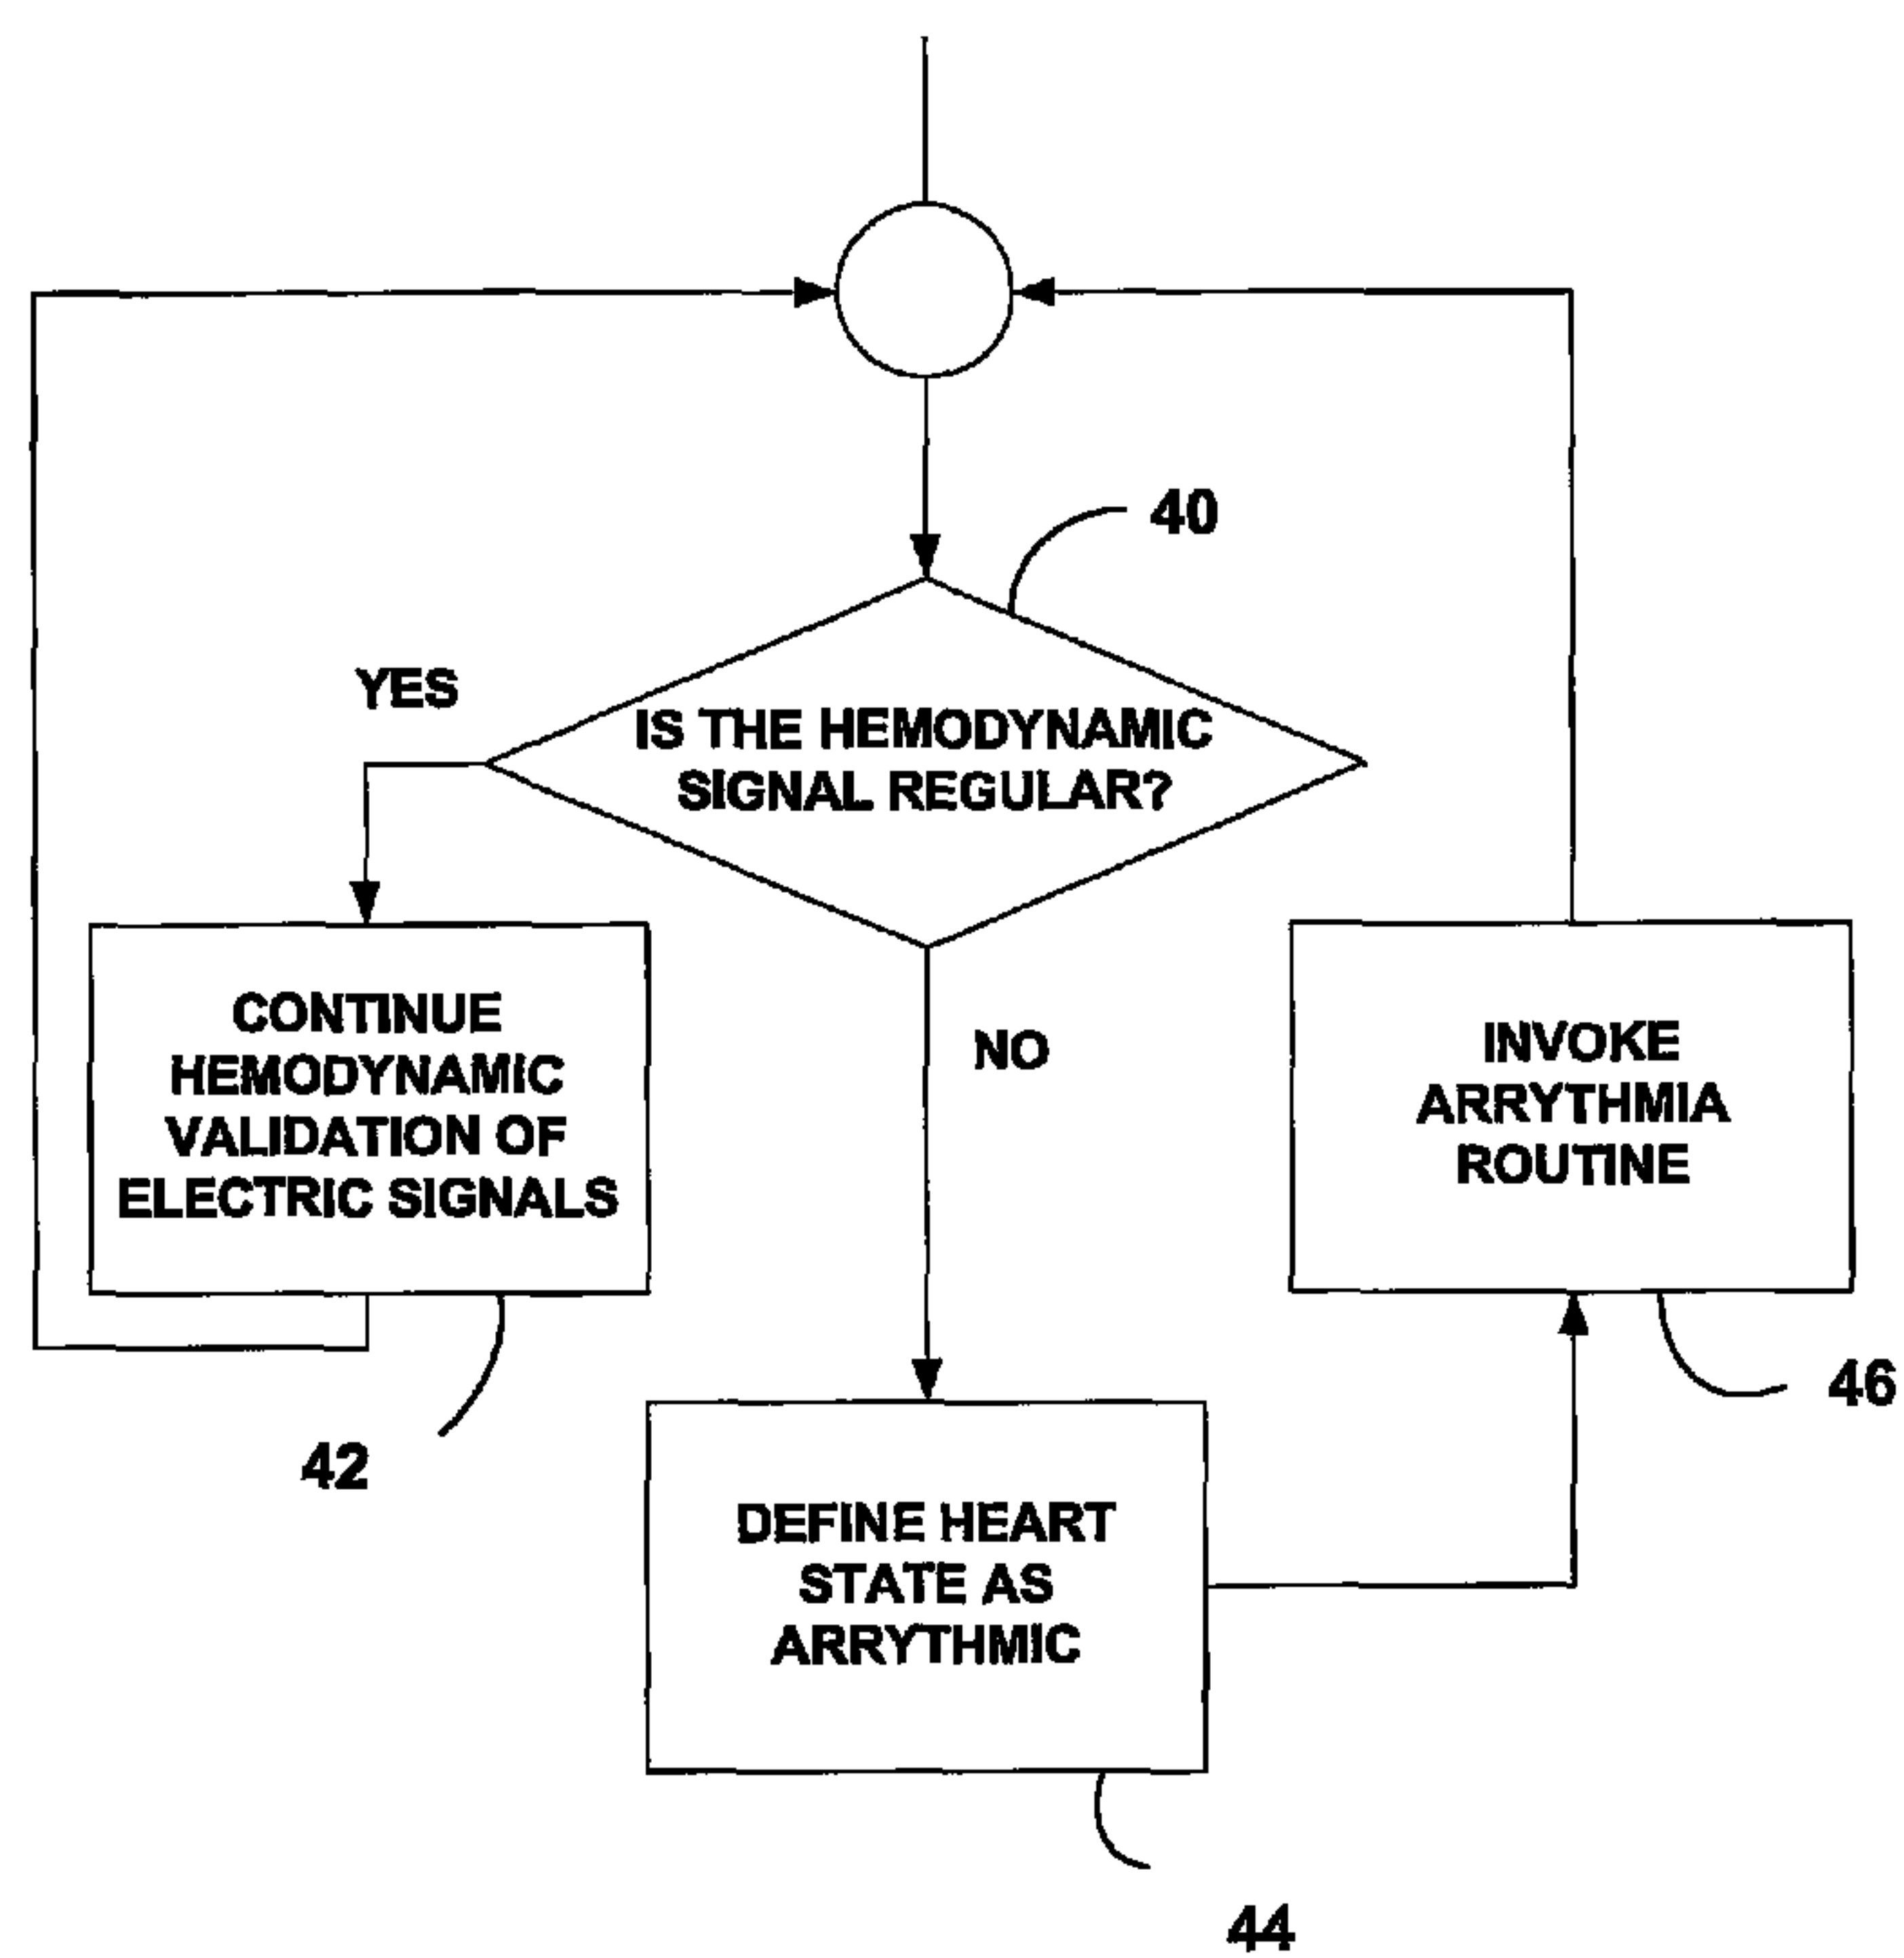 40
YES
IS THE HEMODYNAMIC
SIGNAL REGULAR?
CONTINUE
HEMODYNAMIC
VALIDATION OF
ELECTRIC SIGNALS
NO
INVOKE
ARRYTHMIA
ROUTINE
46
42
DEFINE HEART
STATE AS
ARRYTHMIC
44